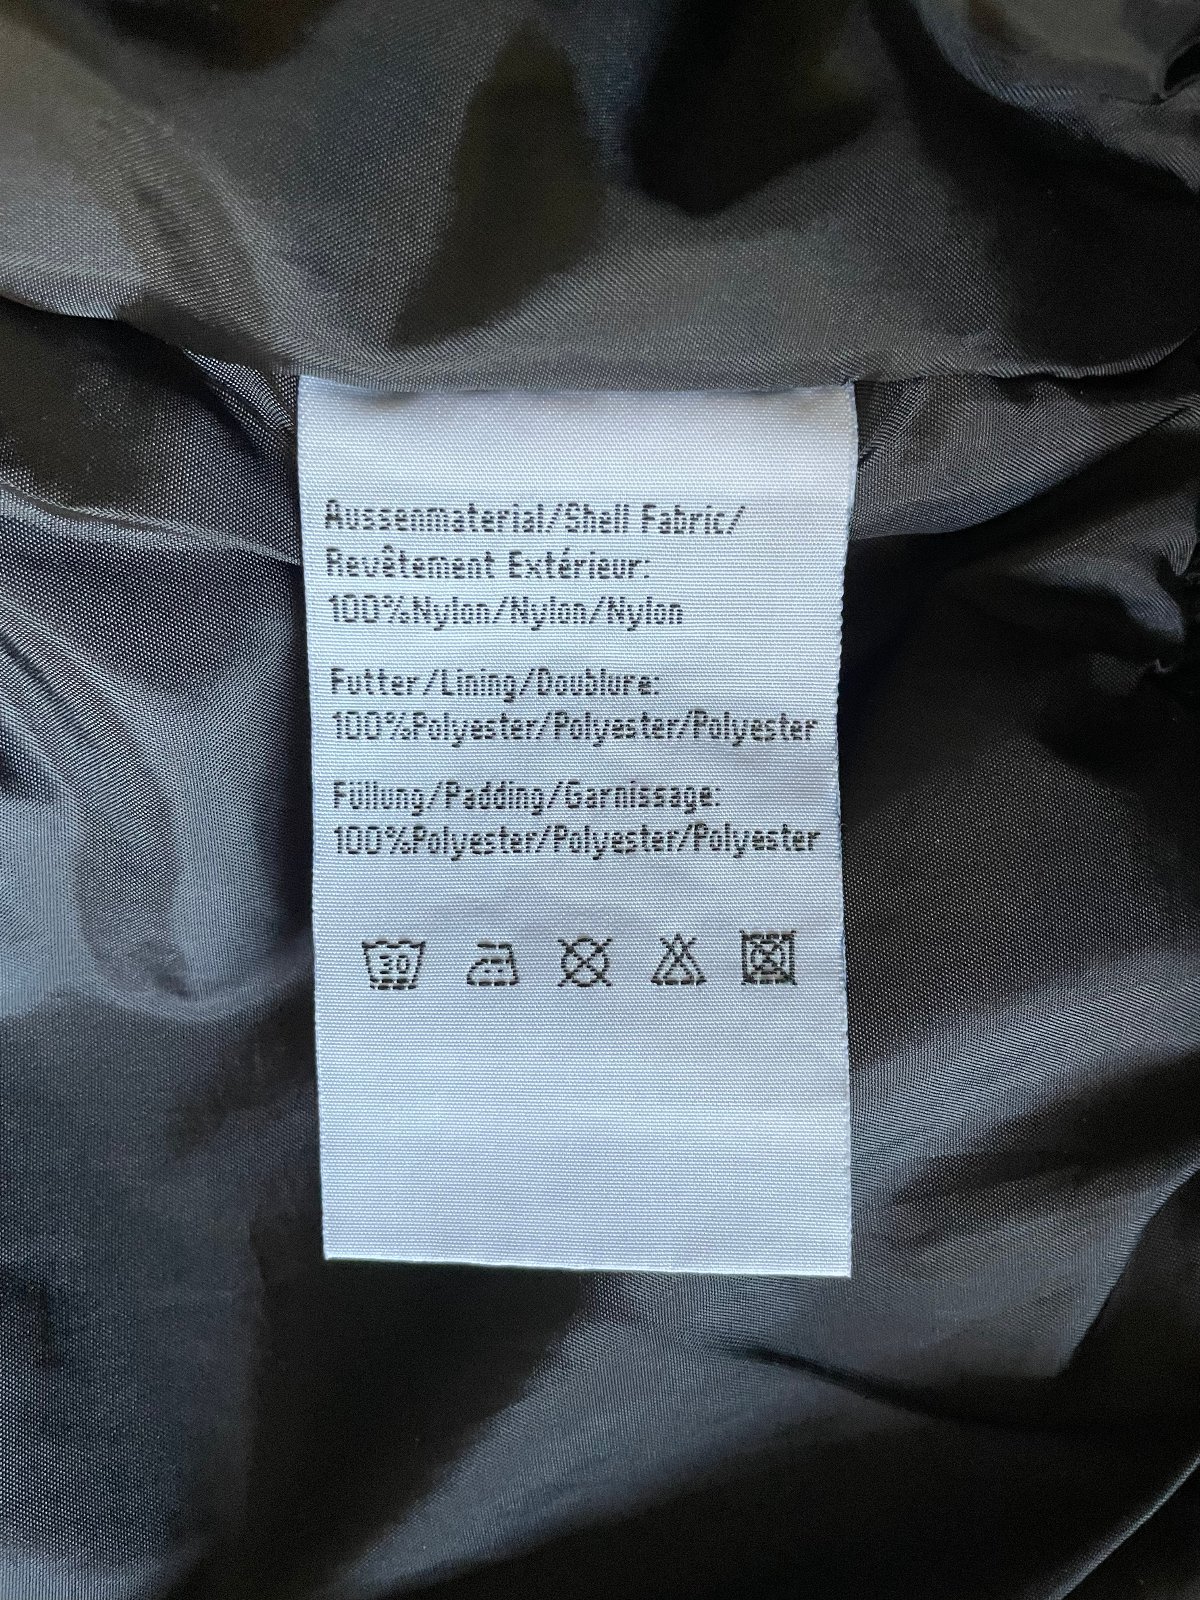 Aussenmaterial/Shell Fabric/
Revêtement Extérieur:
100%Nylon/Nylon/Nylon
Futter/Lining/Doublure:
100%Polyester/Polyester/Polyester
Füllung/Padding/Garnissage:
100%Polyester/Polyester/Polyester
30